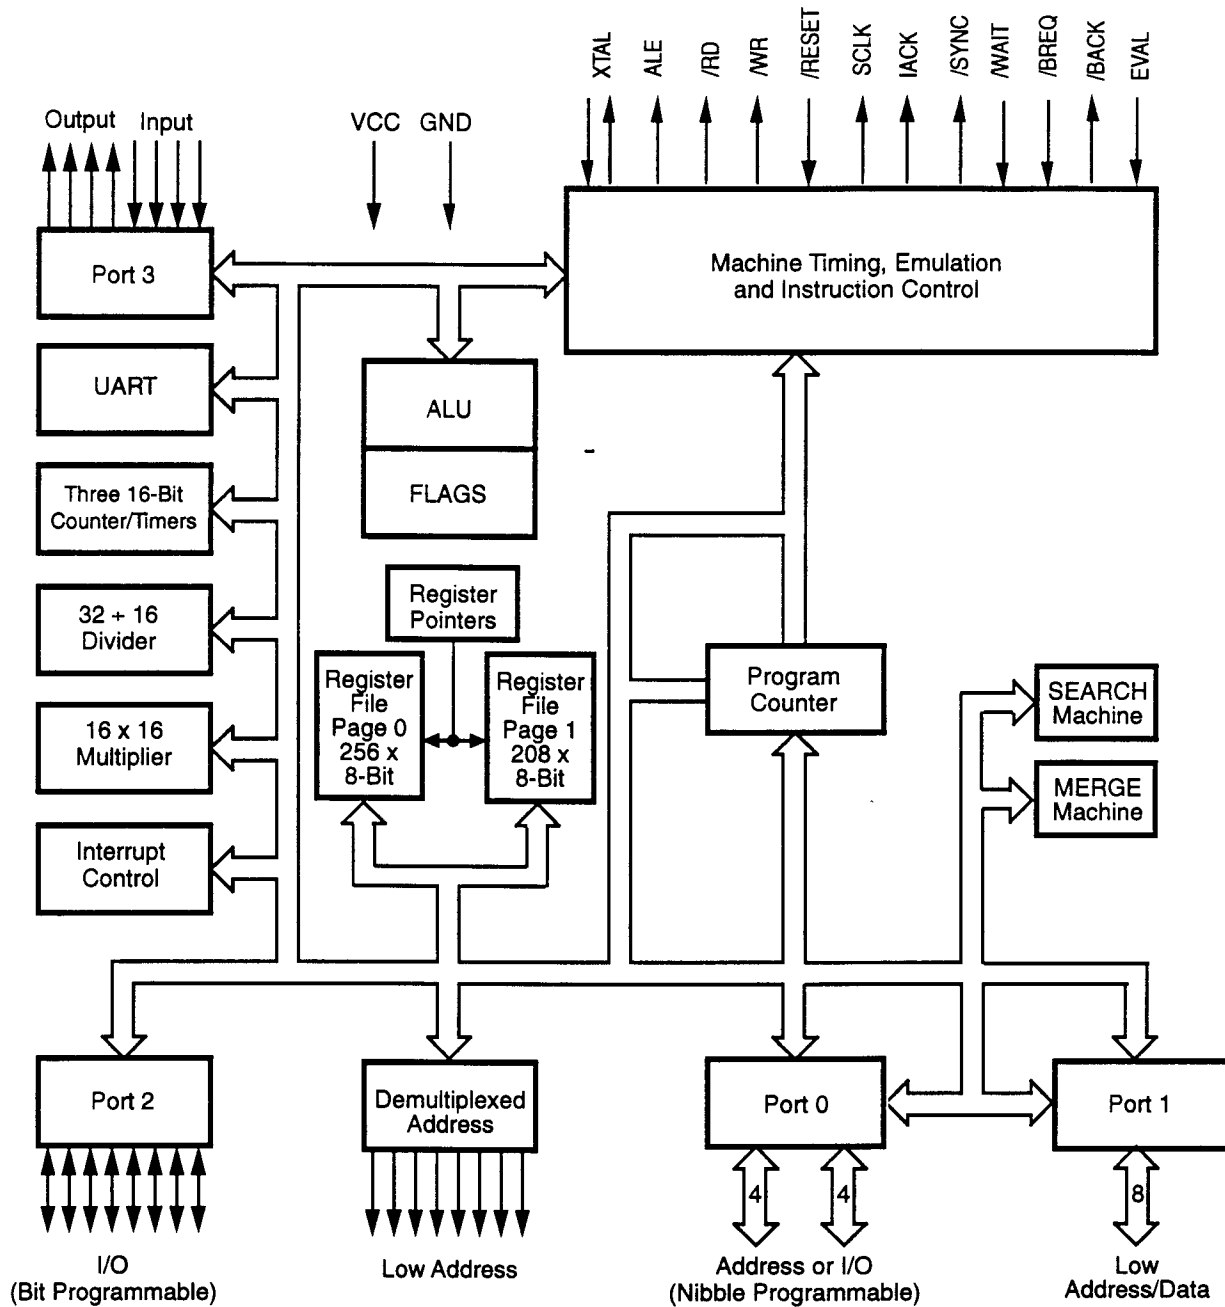 XTAL
ALE
/RD
/WR
/RESET
SCLK
IACK
/SYNC
/WAIT
/BREQ
/BACK
EVAL
Output
Input
VCC
GND
Port 3
Machine Timing, Emulation
and Instruction Control
UART
ALU
FLAGS
Three 16-Bit
Counter/Timers
32 ÷ 16
Divider
Register
Pointers
Register
File
Page 0
256 x
8-Bit
Register
File
Page 1
208 x
8-Bit
Program
Counter
SEARCH
Machine
16 x 16
Multiplier
MERGE
Machine
Interrupt
Control
Port 2
Demultiplexed
Address
Port 0
Port 1
4
4
8
I/O
(Bit Programmable)
Low Address
Address or I/O
(Nibble Programmable)
Low
Address/Data